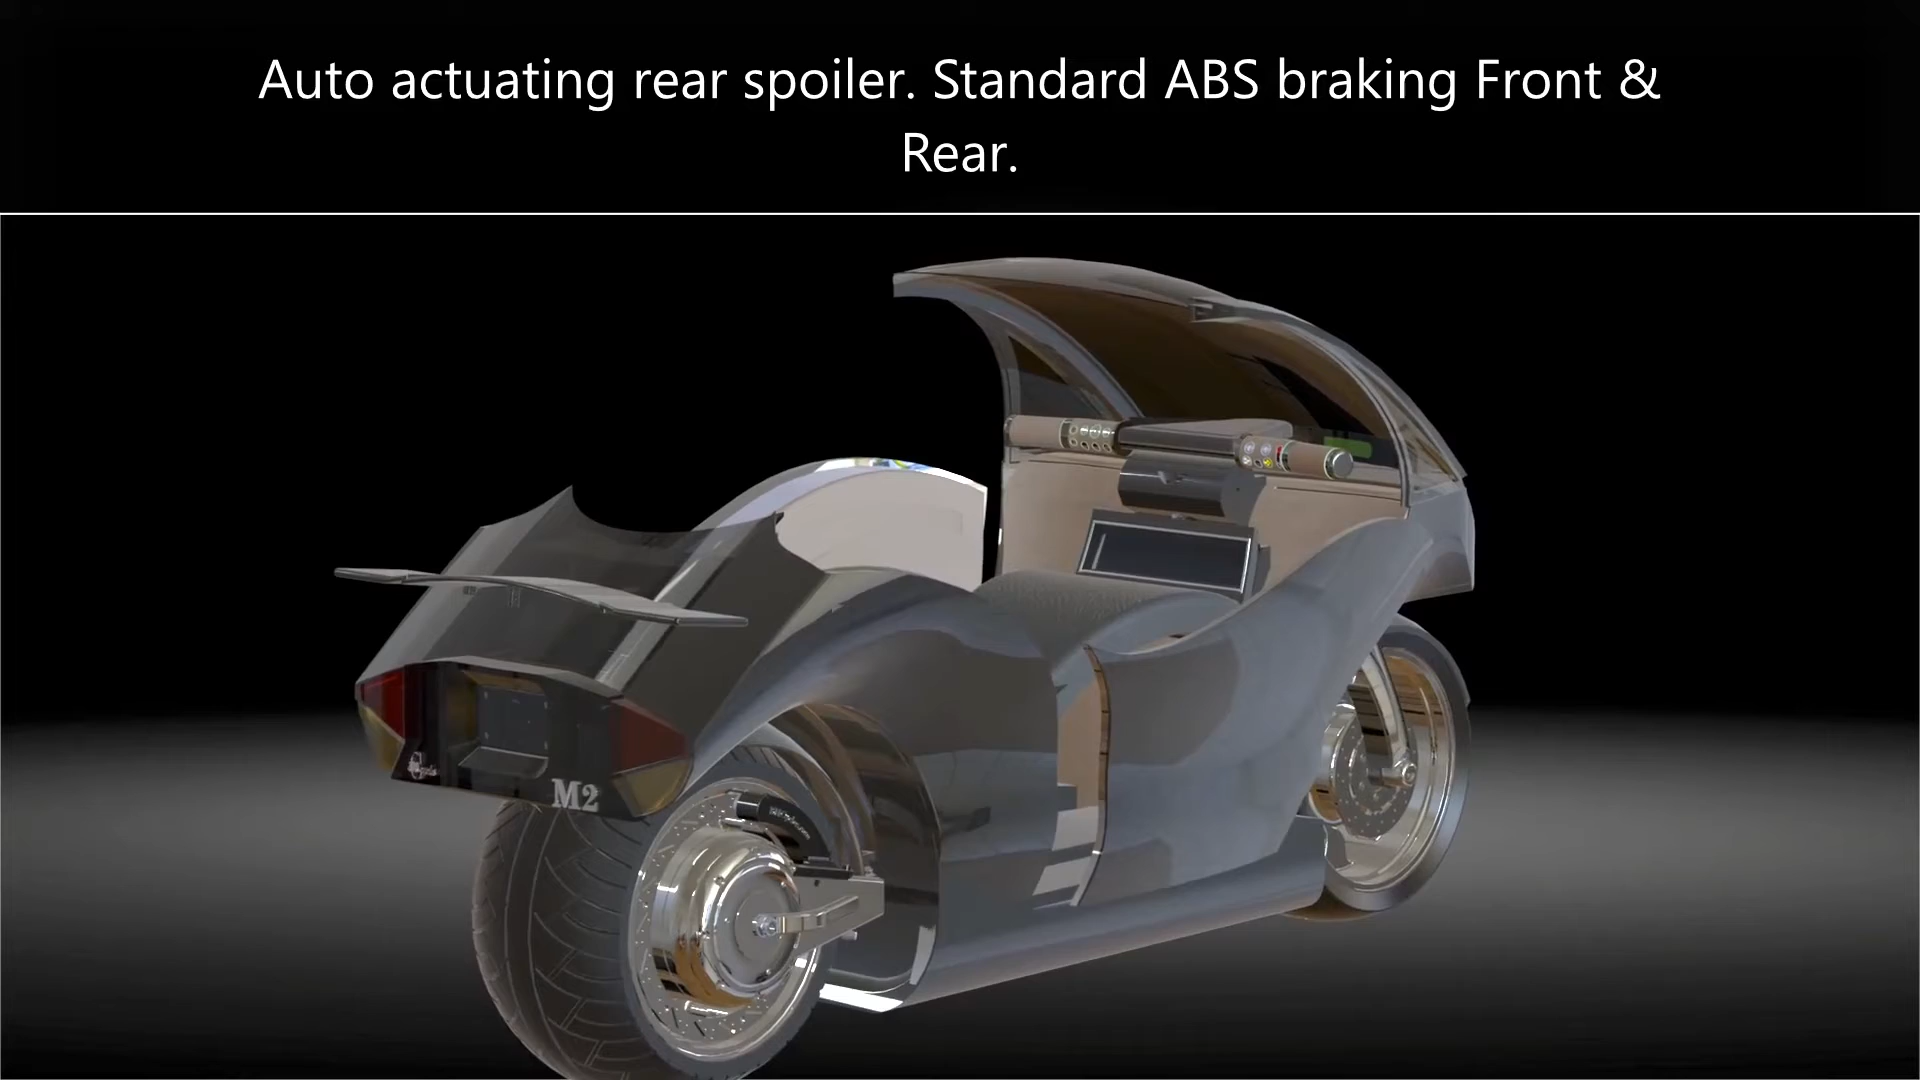 Auto actuating rear spoiler. Standard ABS braking Front &
Rear.
M2